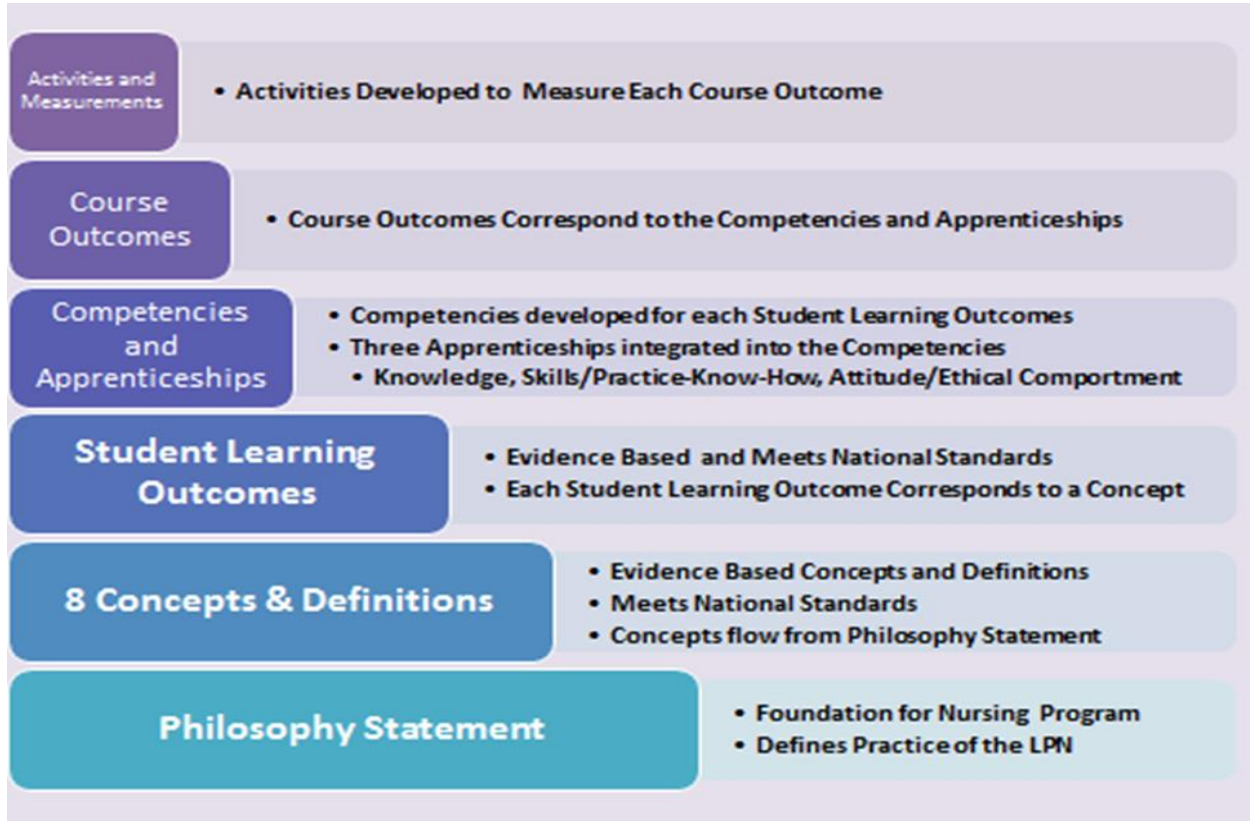 Activities and
Measurements
• Activities Developed to Measure Each Course Outcome
Course
Outcomes
• Course Outcomes Correspond to the Competencies and Apprenticeships
Competencies
and
Apprenticeships
• Competencies developed for each Student Learning Outcomes
• Three Apprenticeships integrated into the Competencies
• Knowledge, Skills/Practice-Know-How, Attitude/Ethical Comportment
Student Learning
Outcomes
• Evidence Based and Meets National Standards
• Each Student Learning Outcome Corresponds to a Concept
8 Concepts & Definitions
• Evidence Based Concepts and Definitions
• Meets National Standards
• Concepts flow from Philosophy Statement
Philosophy Statement
• Foundation for Nursing Program
• Defines Practice of the LPN